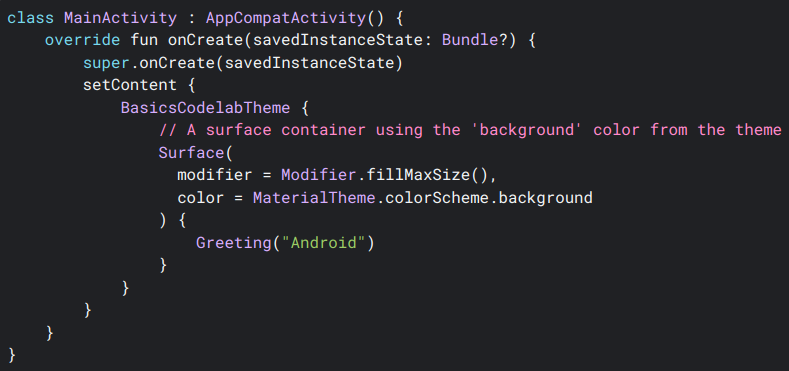 class MainActivity : AppCompatActivity() {
    override fun onCreate(savedInstanceState: Bundle?) {
        super.onCreate(savedInstanceState)
        setContent {
            BasicsCodelabTheme {
                // A surface container using the 'background' color from the theme
                Surface(
                  modifier = Modifier.fillMaxSize(),
                  color = MaterialTheme.colorScheme.background
                ) {
                    Greeting("Android")
                }
            }
        }
    }
}